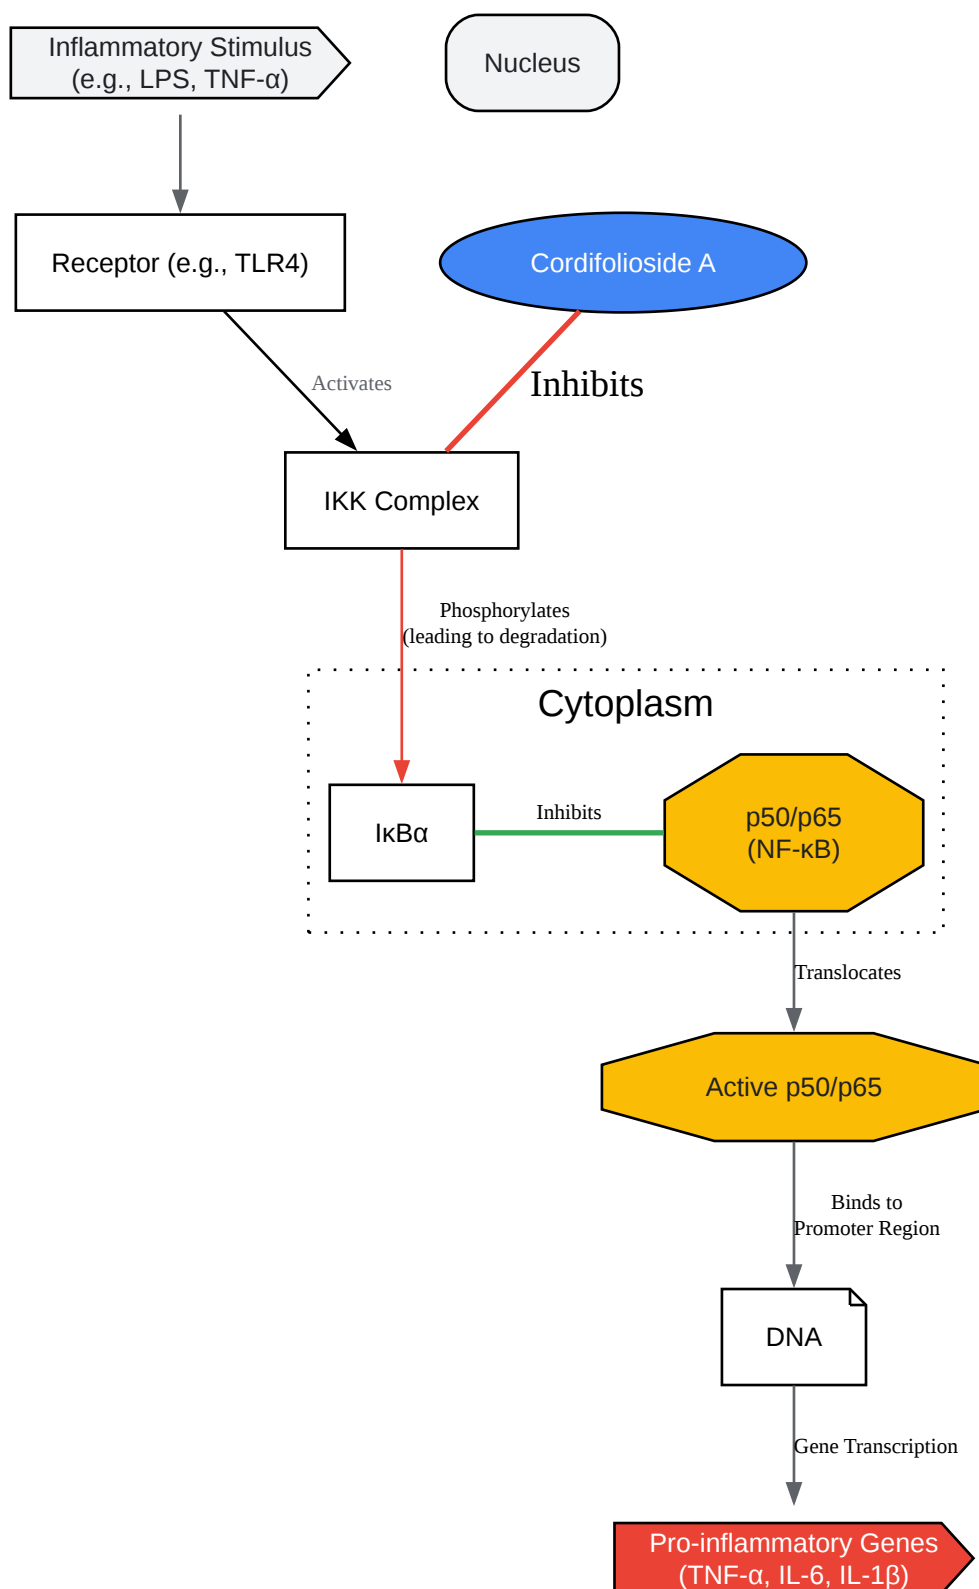 Inflammatory Stimulus
(e.g., LPS, TNF-α)
Nucleus
Receptor (e.g., TLR4)
Cordifolioside A
Activates
Inhibits
IKK Complex
Phosphorylates
(leading to degradation)
Cytoplasm
IκBα
Inhibits
p50/p65
(NF-κB)
Translocates
Active p50/p65
Binds to
Promoter Region
DNA
Gene Transcription
Pro-inflammatory Genes
(TNF-α, IL-6, IL-1β)